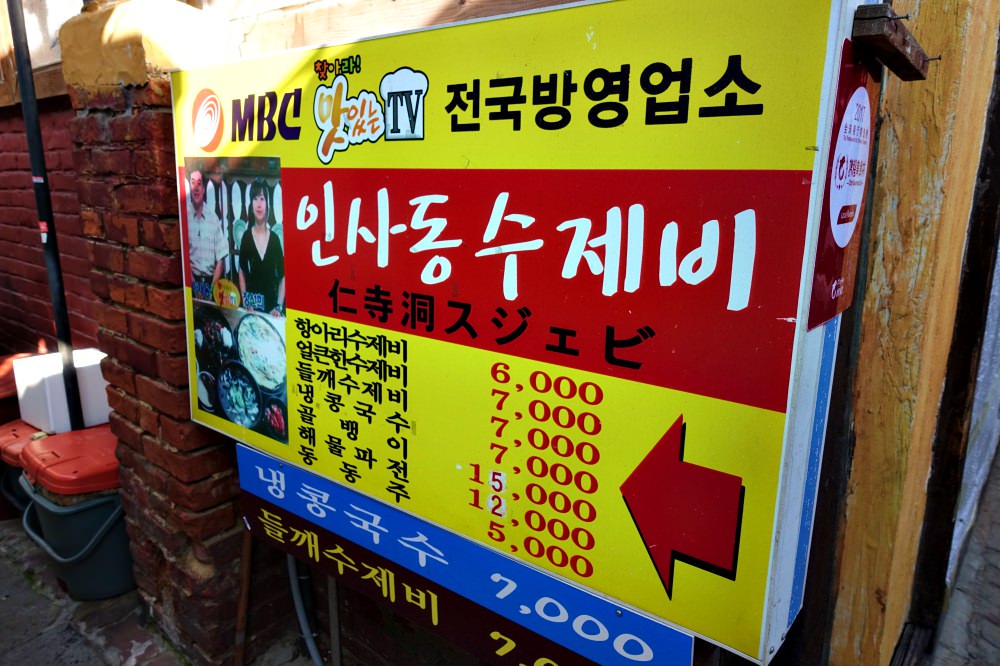 MBC 찾아라! 맛있는 TV 전국방영업소
인사동수제비
仁寺洞スジェビ
항아리수제비 6,000
얼큰한수제비 7,000
들깨수제비 7,000
냉콩국수 7,000
골뱅이 15,000
해물파전 12,000
동동주 5,000
냉콩국수 7,000
들깨수제비 7,0
2017